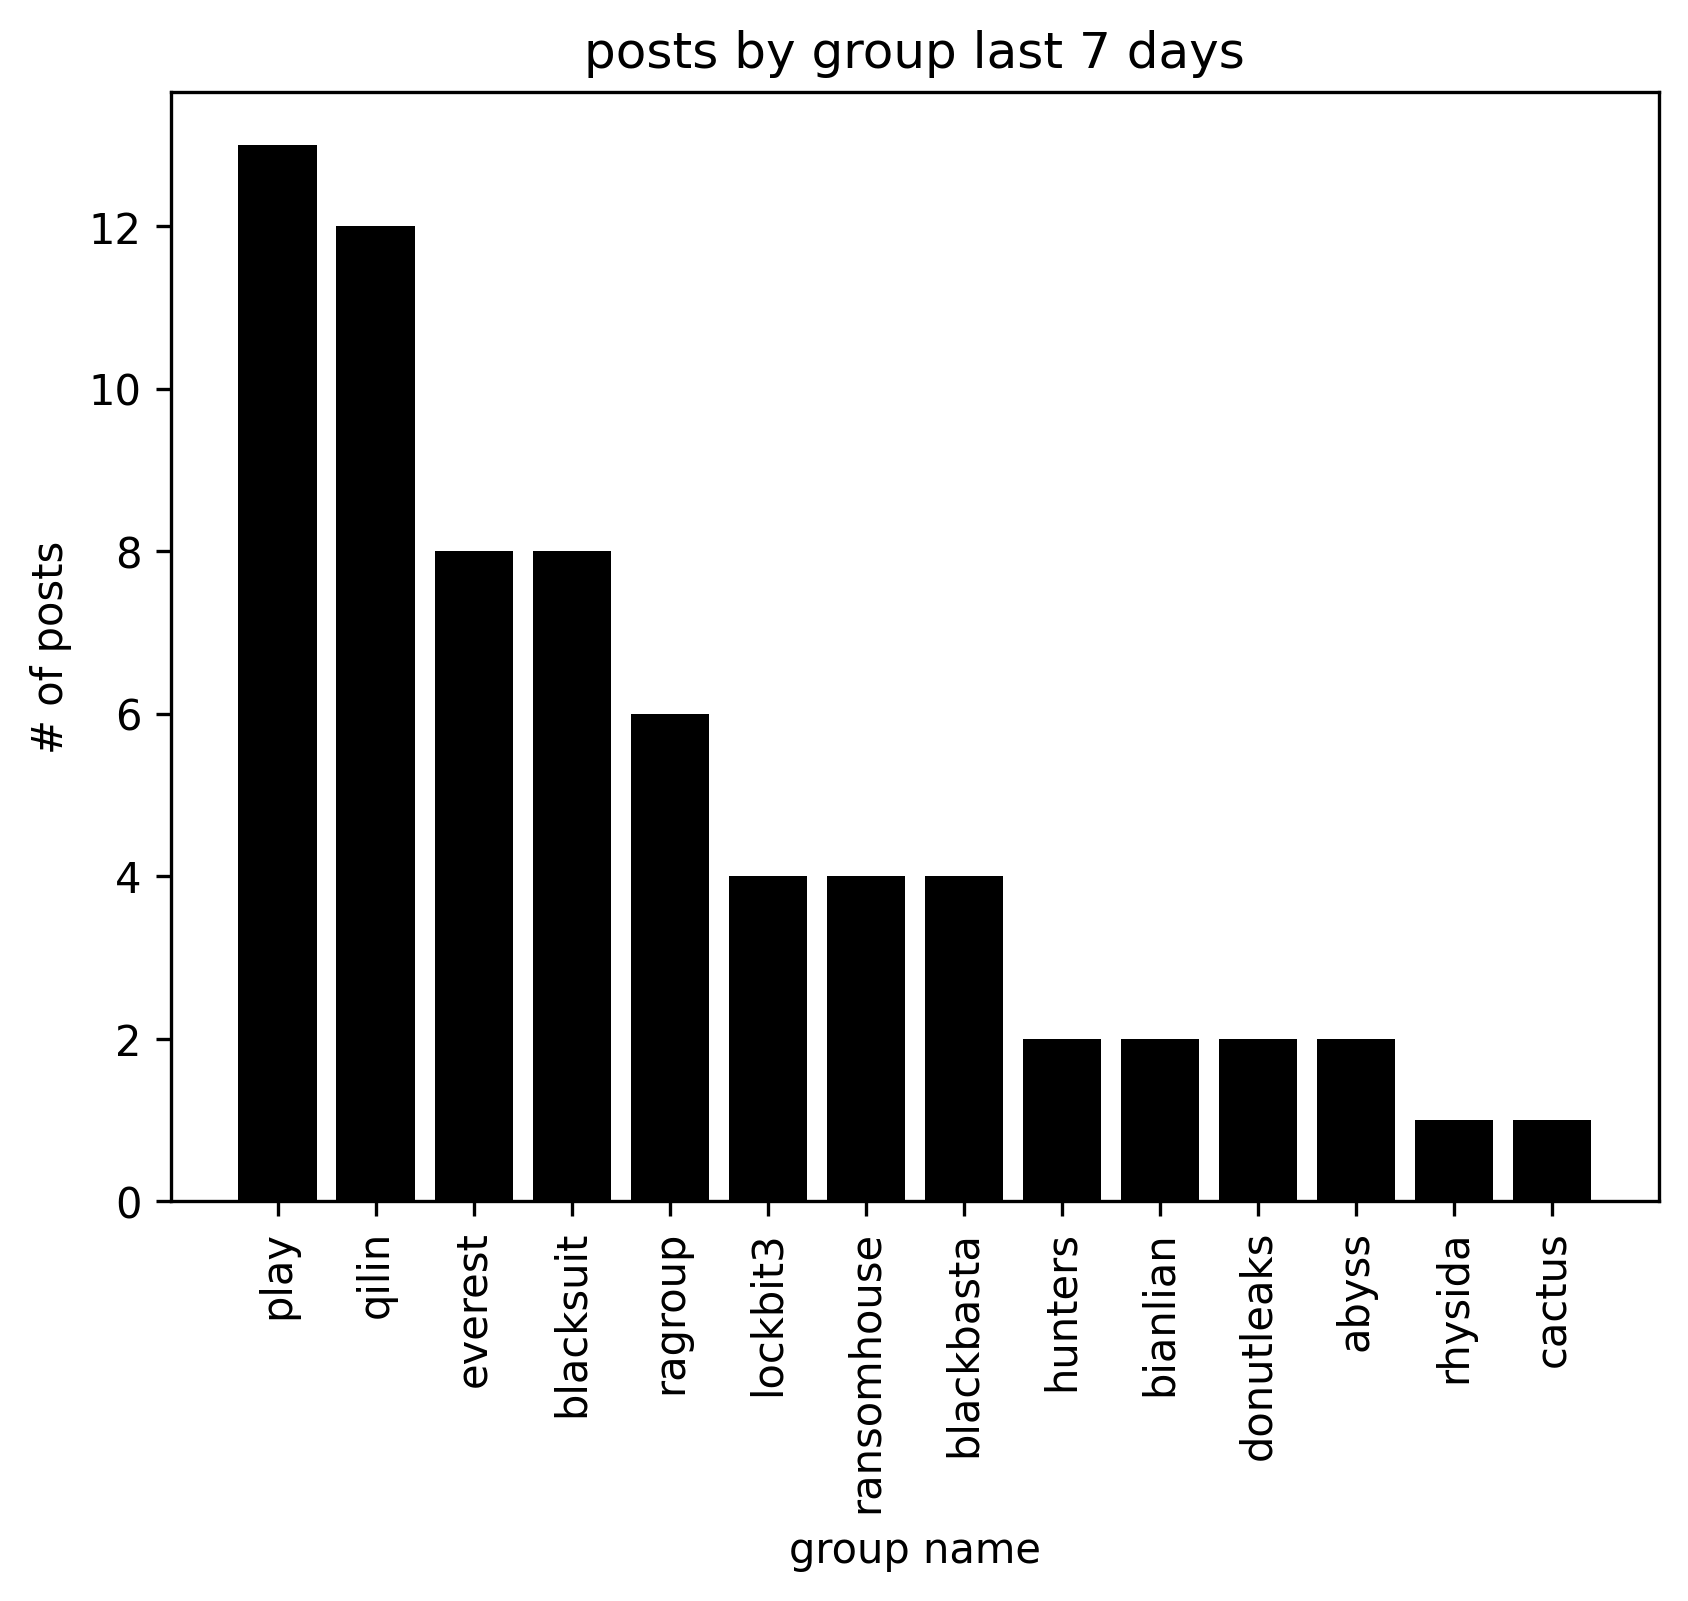 posts by group last 7 days
# of posts
12
10
8
6
4
2
0
play
qilin
everest
blacksuit
ragroup
lockbit3
ransomhouse
blackbasta
hunters
bianlian
donutleaks
abyss
rhysida
cactus
group name